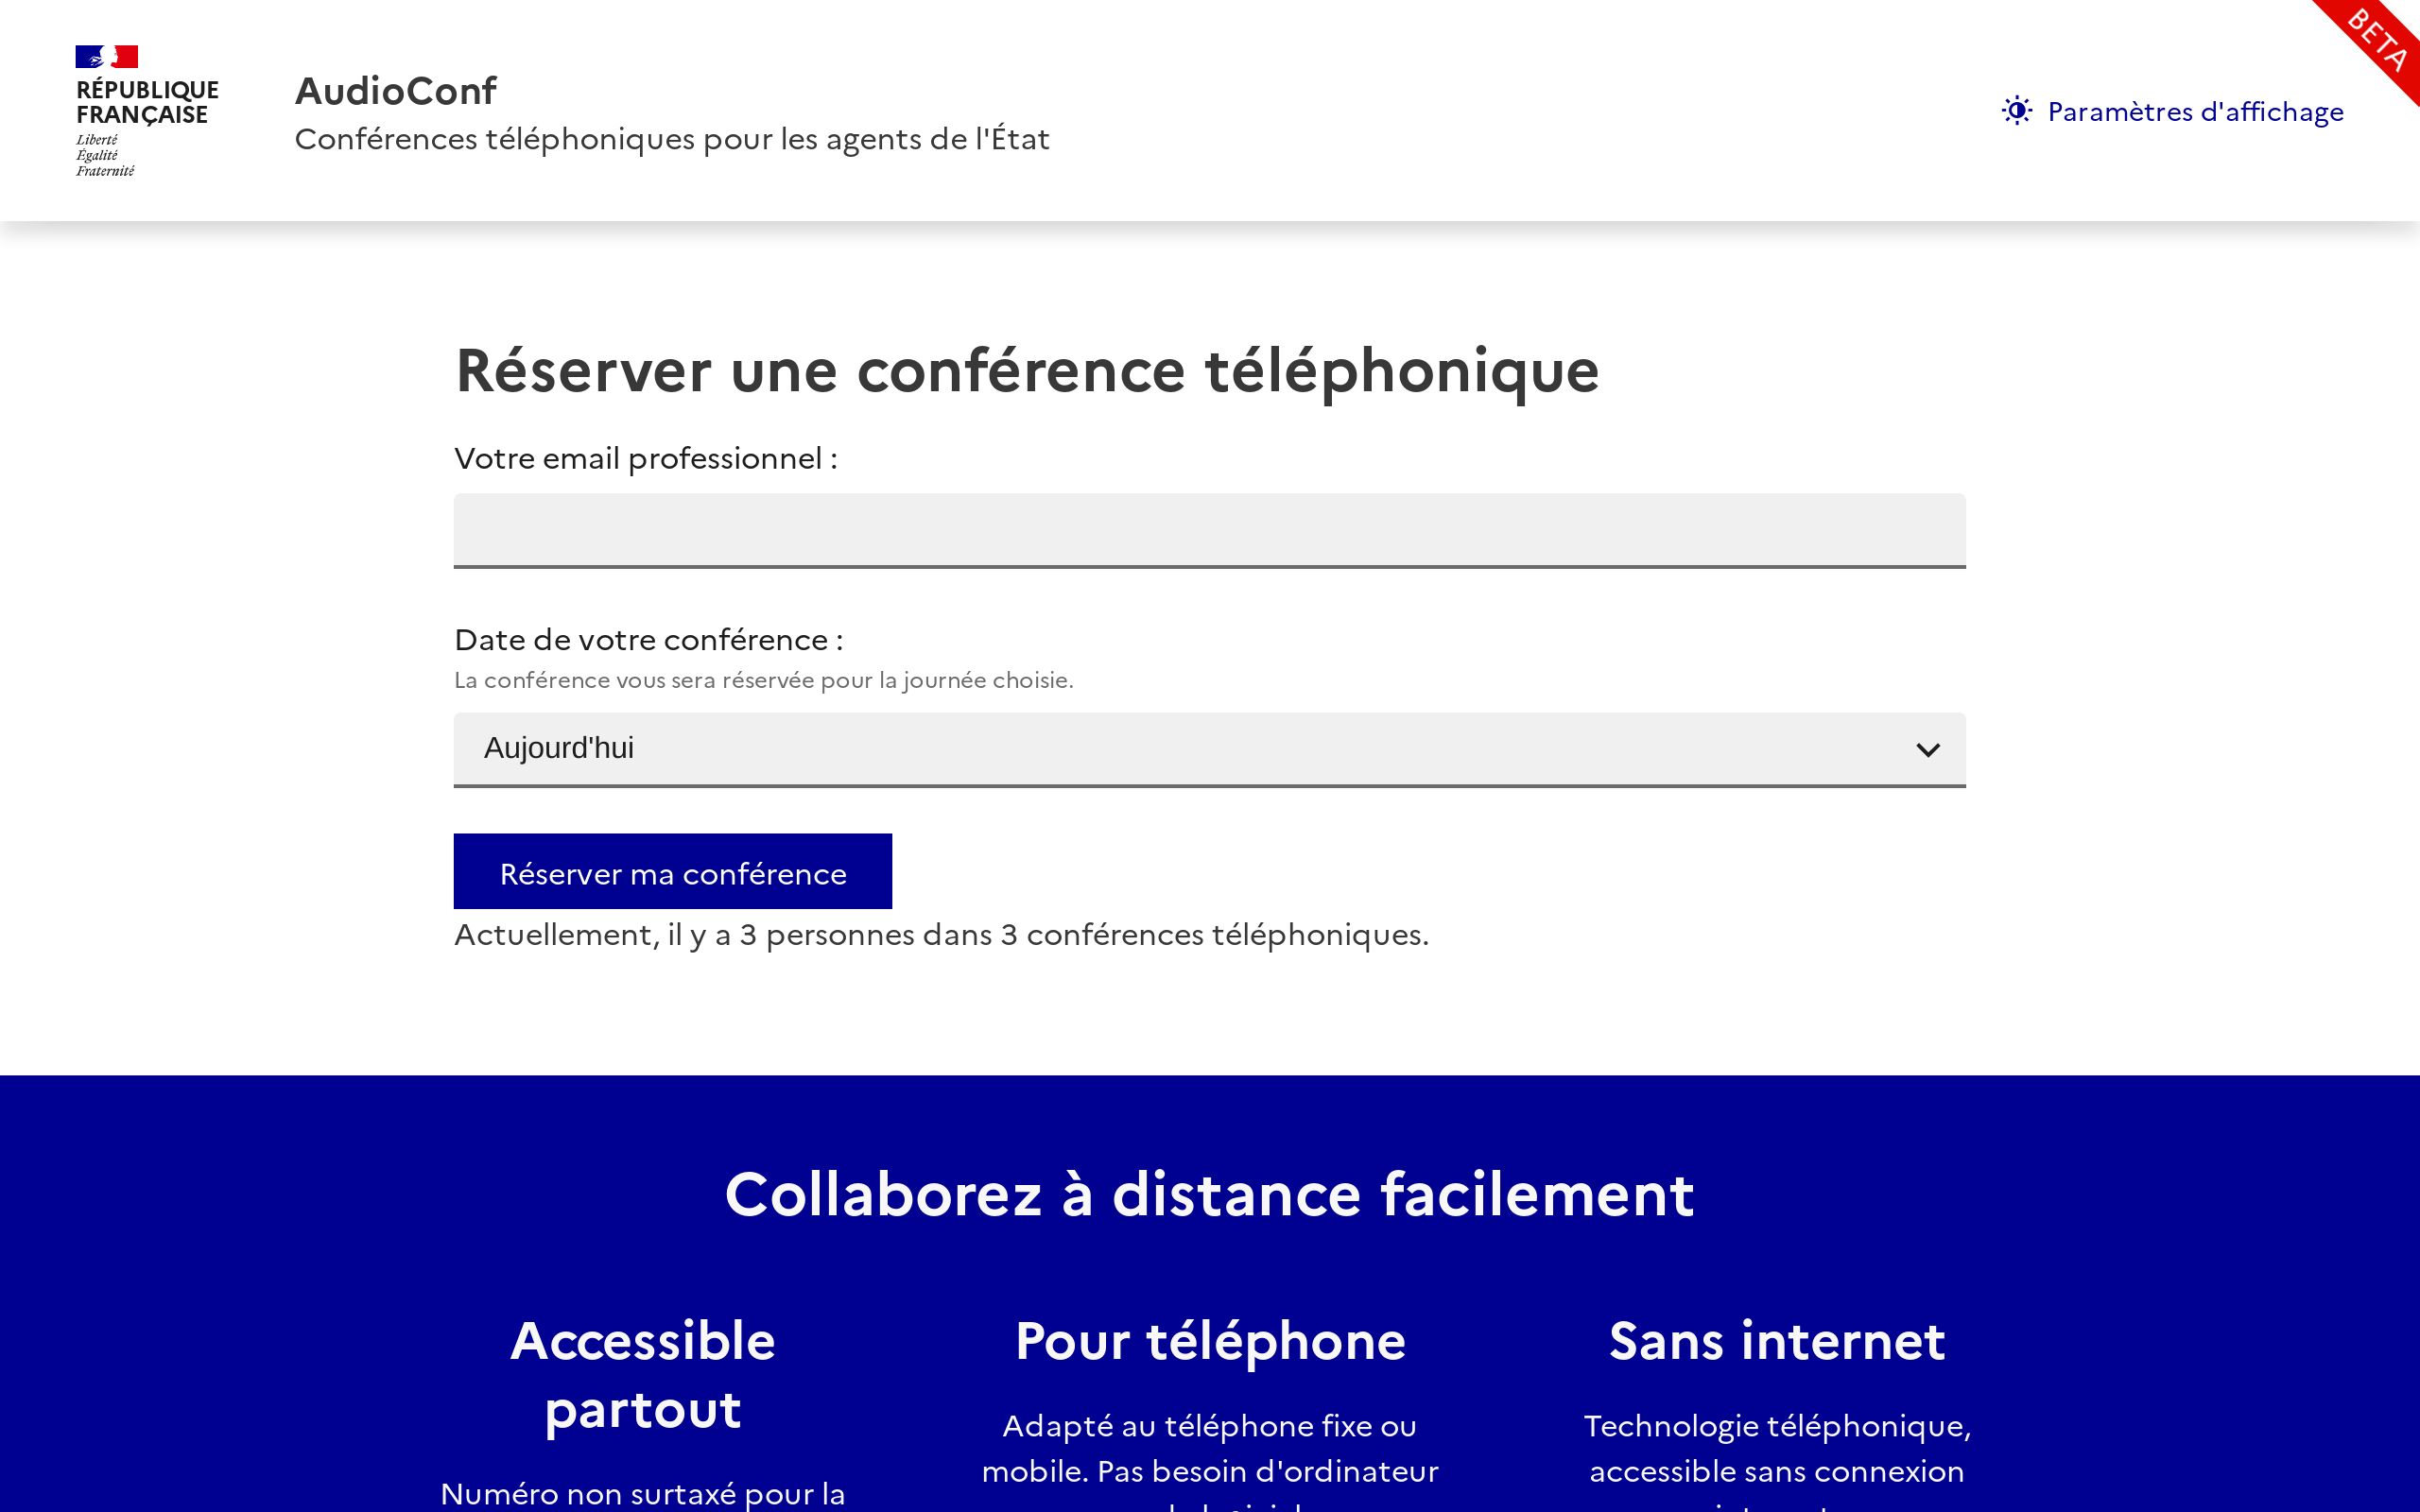 RÉPUBLIQUE
FRANÇAISE
Liberté
Égalité
Fraternité
AudioConf
Conférences téléphoniques pour les agents de l'État
Paramètres d'affichage
BETA
Réserver une conférence téléphonique
Votre email professionnel :
Date de votre conférence :
La conférence vous sera réservée pour la journée choisie.
Aujourd'hui
Réserver ma conférence
Actuellement, il y a 3 personnes dans 3 conférences téléphoniques.
Collaborez à distance facilement
Accessible
partout
Numéro non surtaxé pour la
Pour téléphone
Adapté au téléphone fixe ou
mobile. Pas besoin d'ordinateur
Sans internet
Technologie téléphonique,
accessible sans connexion